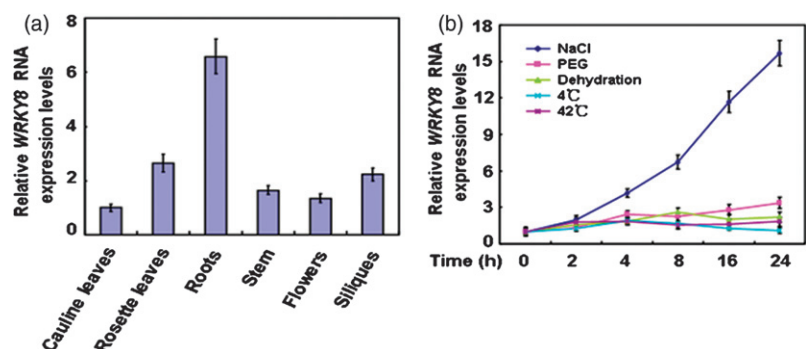 (a)
Relative WRKY8 RNA
expression levels
8
6
4
2
0
Cauline leaves
Rosette leaves
Roots
Stem
Flowers
Siliques
(b)
Relative WRKY8 RNA
expression levels
18
15
12
9
6
3
0
NaCl
PEG
Dehydration
4℃
42℃
Time (h) 0 2 4 8 16 24